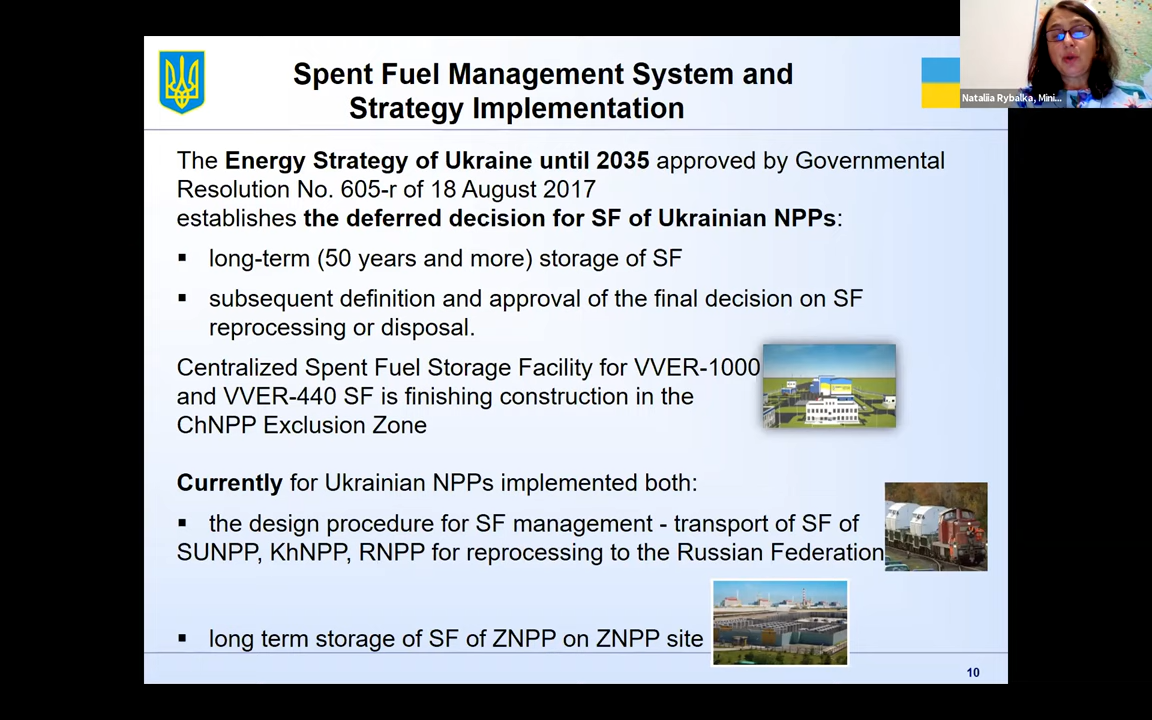 Spent Fuel Management System and
Strategy Implementation
Nataliia Rybalka, Mini...
The Energy Strategy of Ukraine until 2035 approved by Governmental
Resolution No. 605-r of 18 August 2017
establishes the deferred decision for SF of Ukrainian NPPs:
▪ long-term (50 years and more) storage of SF
▪ subsequent definition and approval of the final decision on SF
reprocessing or disposal.
Centralized Spent Fuel Storage Facility for VVER-1000
and VVER-440 SF is finishing construction in the
ChNPP Exclusion Zone
Currently for Ukrainian NPPs implemented both:
▪ the design procedure for SF management - transport of SF of
SUNPP, KhNPP, RNPP for reprocessing to the Russian Federation
▪ long term storage of SF of ZNPP on ZNPP site
10